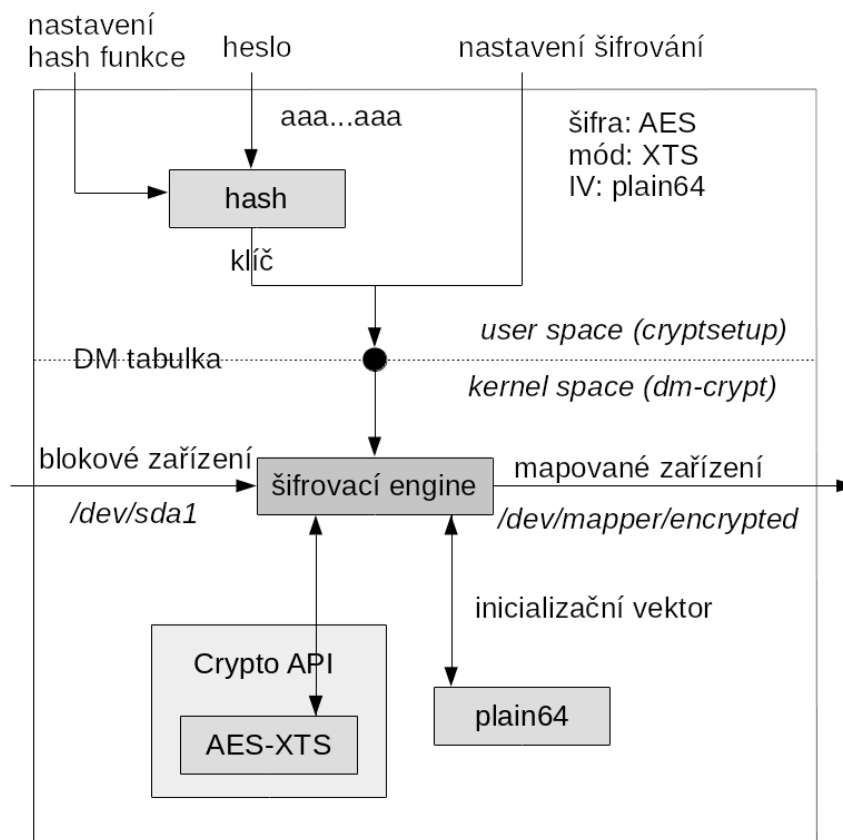 nastavení
hash funkce
heslo
nastavení šifrování
aaa...aaa
šifra: AES
mód: XTS
IV: plain64
hash
klíč
user space (cryptsetup)
DM tabulka
kernel space (dm-crypt)
blokové zařízení
šifrovací engine
mapované zařízení
/dev/sda1
/dev/mapper/encrypted
inicializační vektor
Crypto API
plain64
AES-XTS